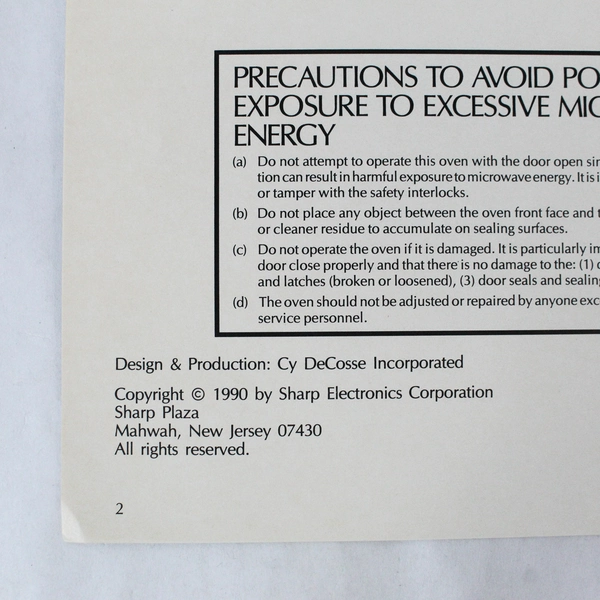 PRECAUTIONS TO AVOID PO
EXPOSURE TO EXCESSIVE MIC
ENERGY
(a) Do not attempt to operate this oven with the door open sin
tion can result in harmful exposure to microwave energy. It is i
or tamper with the safety interlocks.
(b) Do not place any object between the oven front face and t
or cleaner residue to accumulate on sealing surfaces.
(c) Do not operate the oven if it is damaged. It is particularly im
door close properly and that there is no damage to the: (1) d
and latches (broken or loosened), (3) door seals and sealing
(d) The oven should not be adjusted or repaired by anyone exc
service personnel.
Design & Production: Cy DeCosse Incorporated
Copyright © 1990 by Sharp Electronics Corporation
Sharp Plaza
Mahwah, New Jersey 07430
All rights reserved.
2